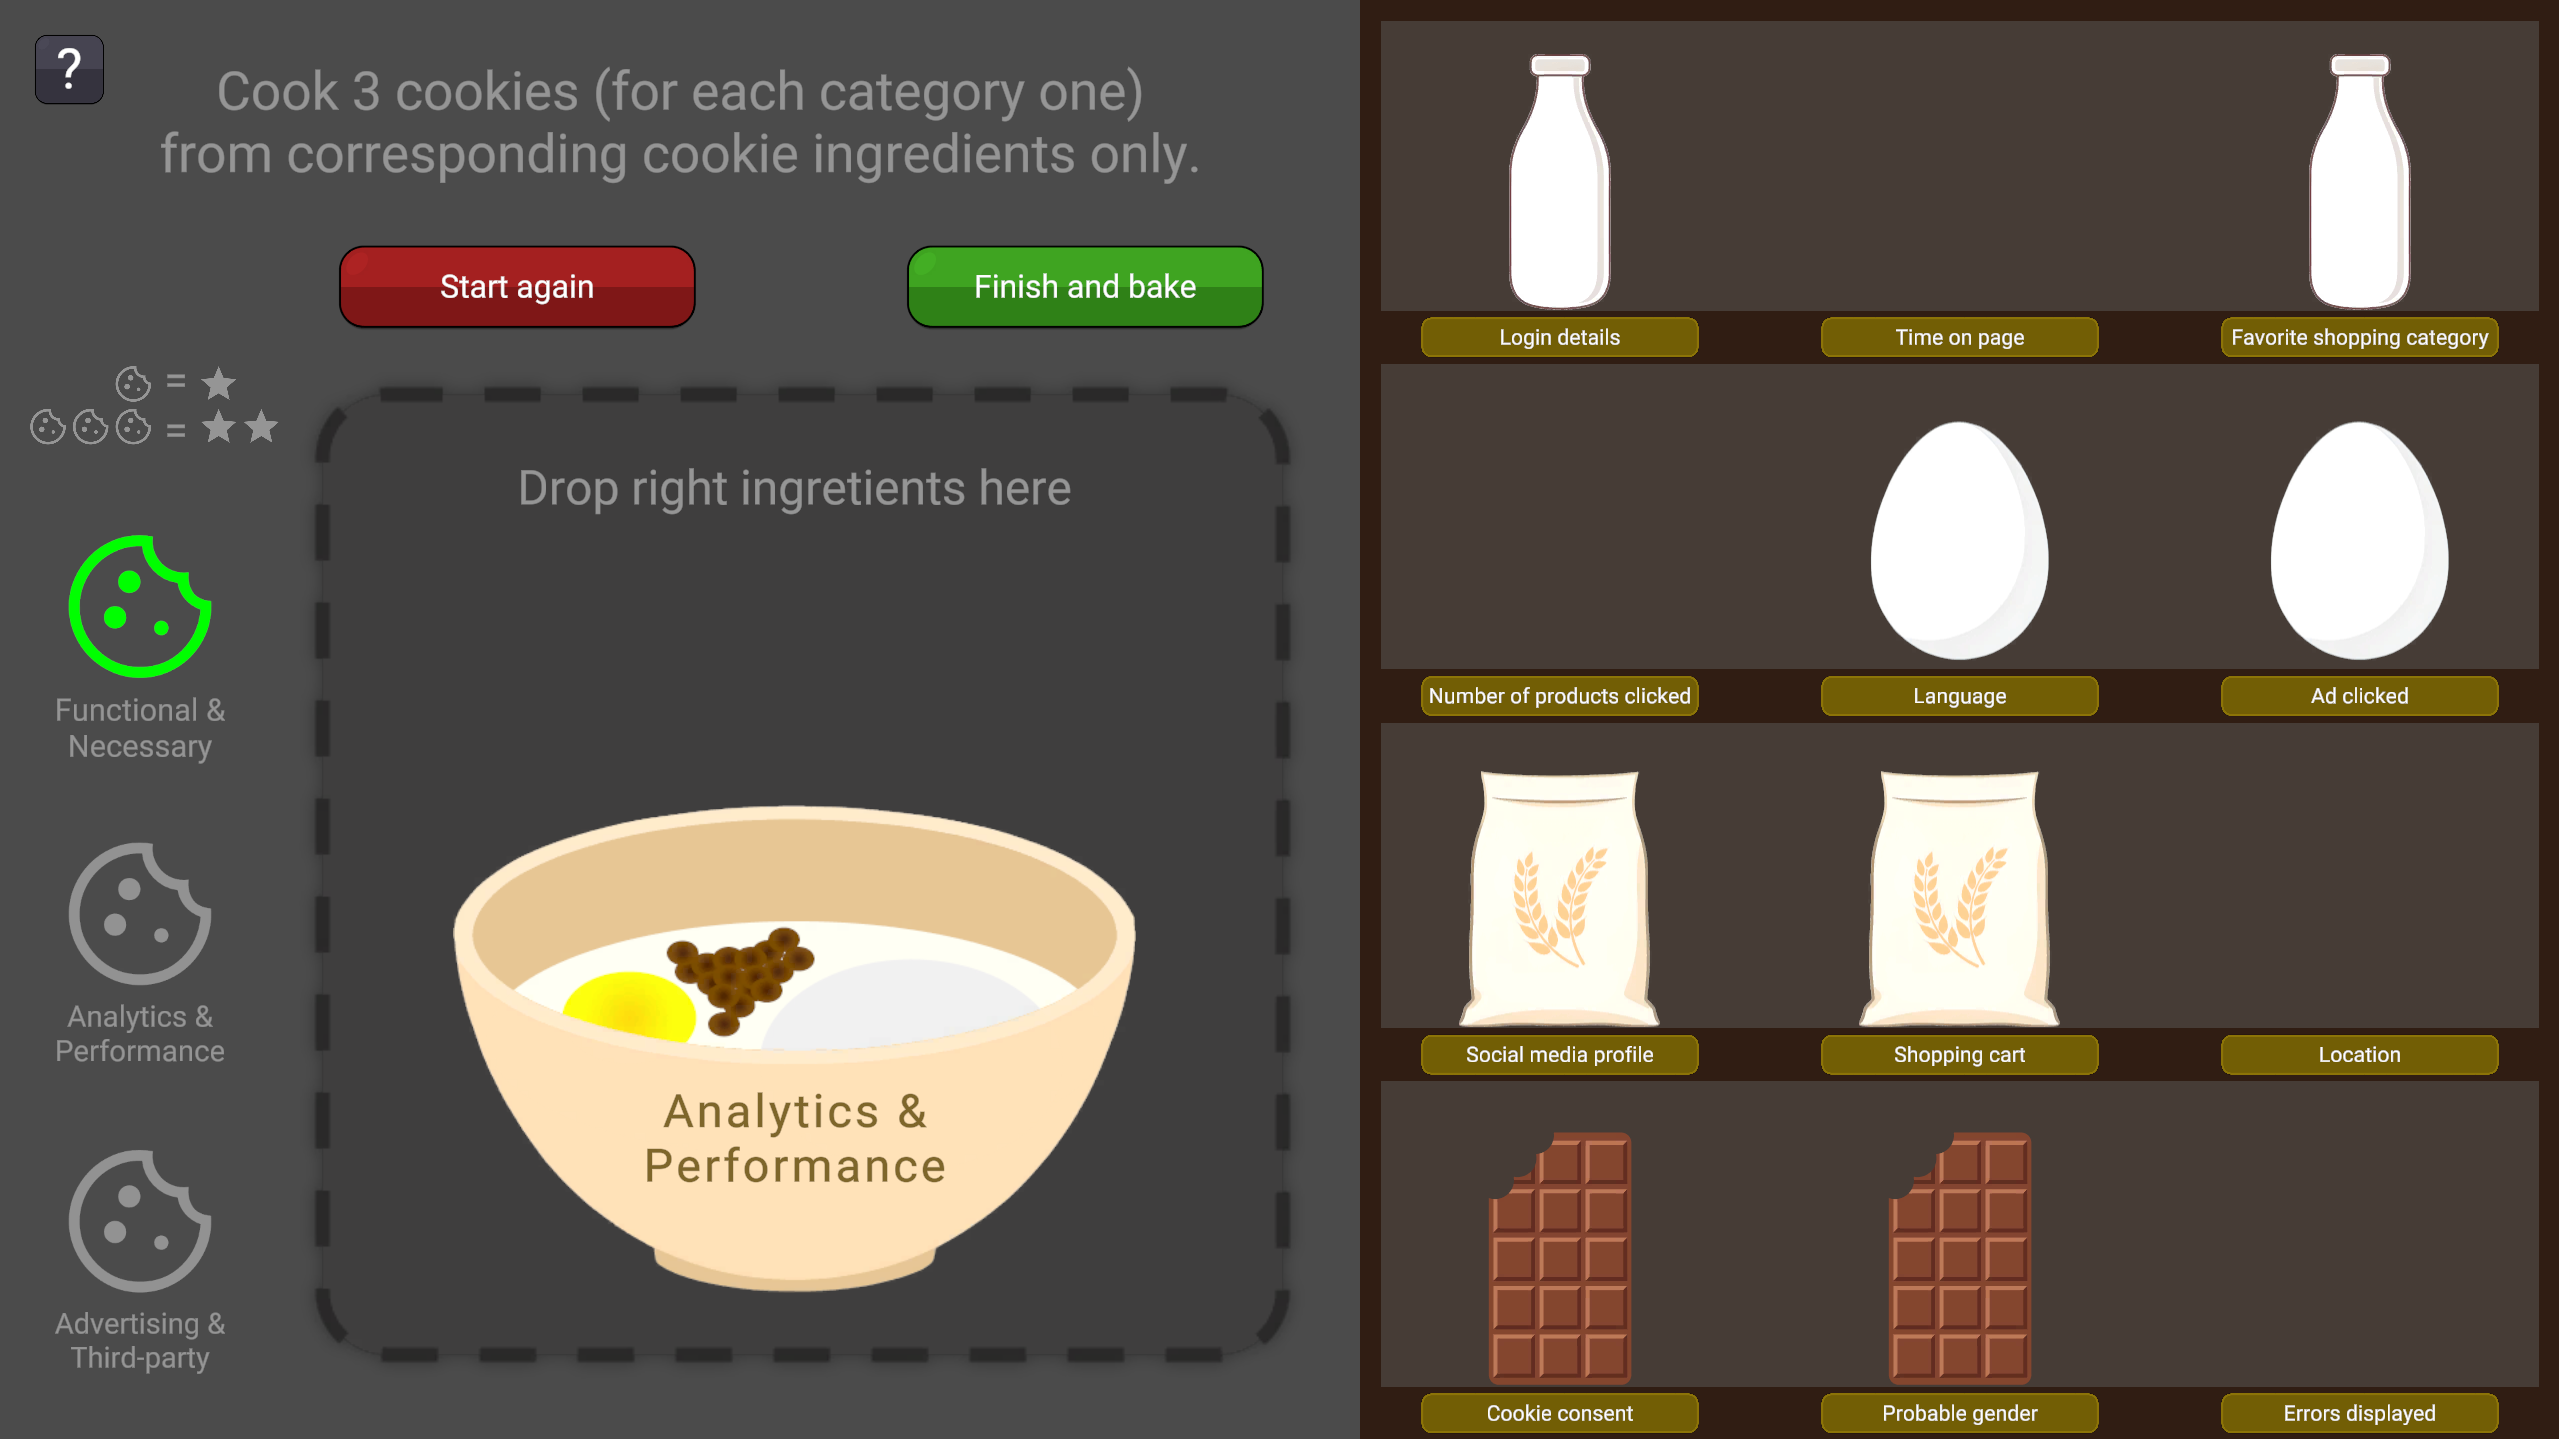 ?
Cook 3 cookies (for each category one)
from corresponding cookie ingredients only.
Start again
Finish and bake
=
=
Drop right ingretients here
Functional &
Necessary
Analytics &
Performance
Advertising &
Third-party
Analytics &
Performance
Login details
Time on page
Favorite shopping category
Number of products clicked
Language
Ad clicked
Social media profile
Shopping cart
Location
Cookie consent
Probable gender
Errors displayed